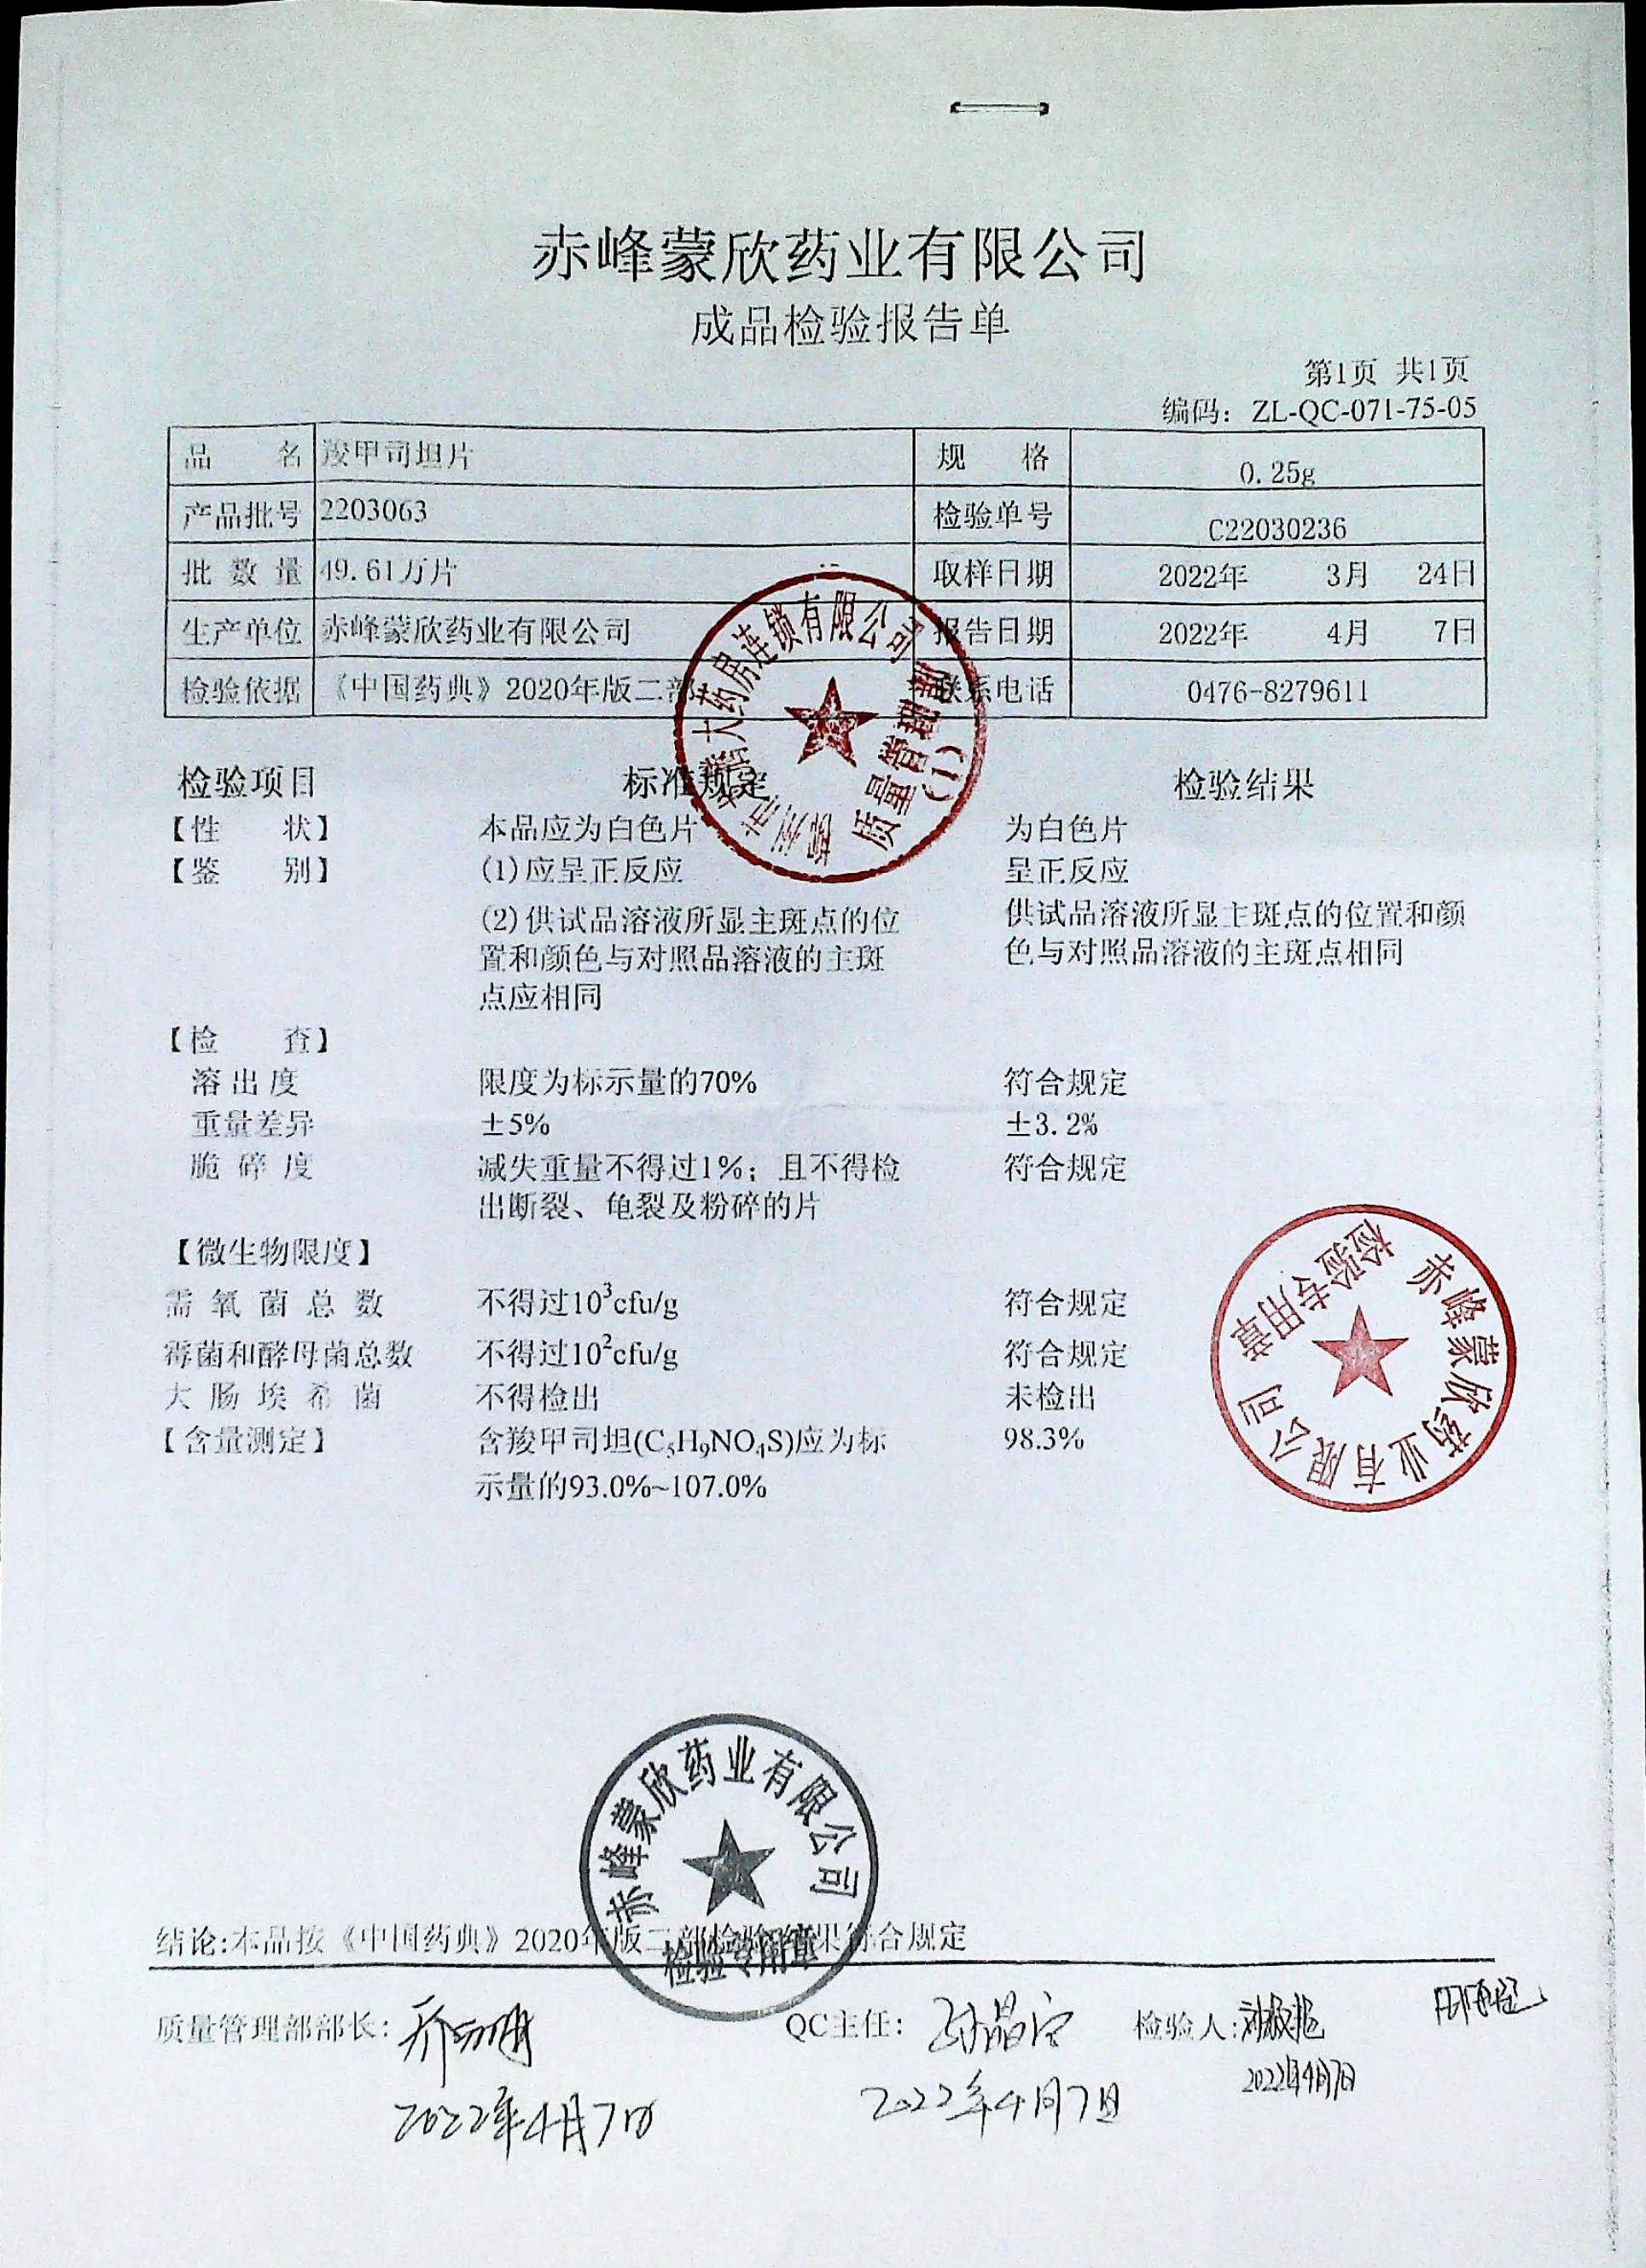 赤峰蒙欣药业有限公司
成品检验报告单
第1页 共1页
编码：ZL-QC-071-75-05
品 名 羧甲司坦片 规 格 0.25g
产品批号 2203063 检验单号 C22030236
批 数 量 49.61万片 取样日期 2022年 3月 24日
生产单位 赤峰蒙欣药业有限公司 报告日期 2022年 4月 7日
检验依据 《中国药典》2020年版二部 联系电话 0476-8279611
大药房连锁有限公司
质量管理部
(1)
检验项目 标准规定 检验结果
【性 状】 本品应为白色片 为白色片
【鉴 别】 (1)应呈正反应 呈正反应
(2)供试品溶液所显主斑点的位 供试品溶液所显主斑点的位置和颜
置和颜色与对照品溶液的主斑 色与对照品溶液的主斑点相同
点应相同
【检 查】
溶 出 度 限度为标示量的70% 符合规定
重量差异 ±5% ±3.2%
脆 碎 度 减失重量不得过1%；且不得检 符合规定
出断裂、龟裂及粉碎的片
【微生物限度】
需 氧 菌 总 数 不得过10³cfu/g 符合规定
霉菌和酵母菌总数 不得过10²cfu/g 符合规定
大 肠 埃 希 菌 不得检出 未检出
【含量测定】 含羧甲司坦(C₅H₉NO₄S)应为标 98.3%
示量的93.0%~107.0%
赤峰蒙欣药业有限公司
检验专用章
赤峰蒙欣药业有限公司
检验专用章
结论:本品按《中国药典》2020年版二部检验 结果符合规定
质量管理部部长: QC主任: 检验人:
2022年4月7日 2022年4月7日 2022年4月7日